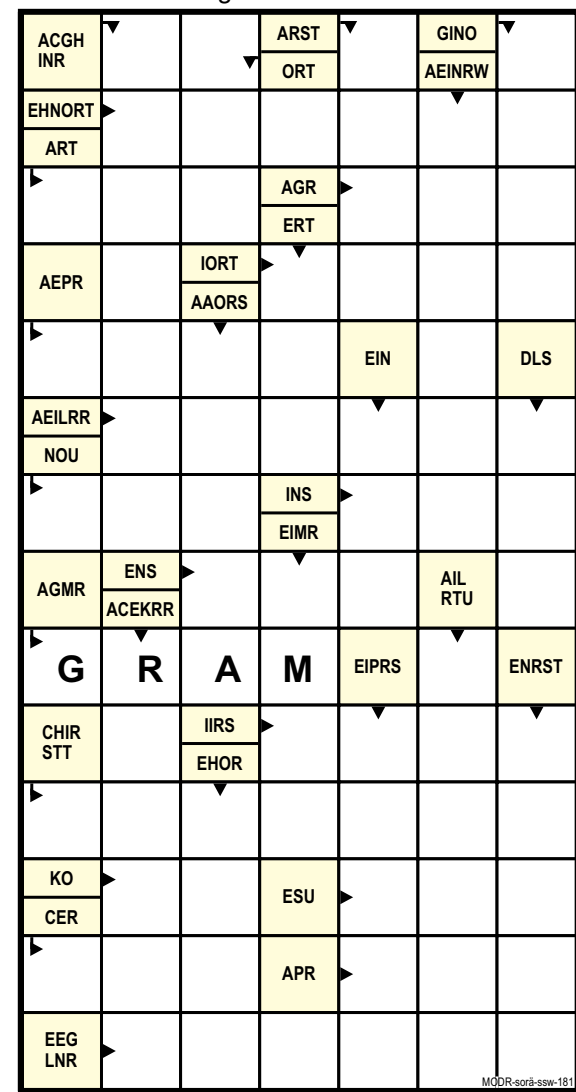 ACGH
INR
ARST
ORT
GINO
AEINRW
EHNORT
ART
AGR
ERT
AEPR
IORT
AAORS
EIN
DLS
AEILRR
NOU
INS
EIMR
AGMR
ENS
ACEKRR
AIL
RTU
G R A M
EIPRS
ENRST
CHIR
STT
IIRS
EHOR
KO
CER
ESU
APR
EEG
LNR
MODR-sorä-ssw-181